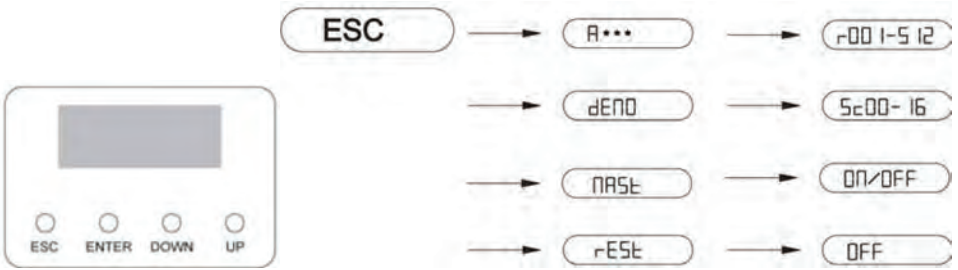 ESC
A••• r001-512
dEMO Sc00-16
MASt ON/OFF
rESt OFF
ESC ENTER DOWN UP